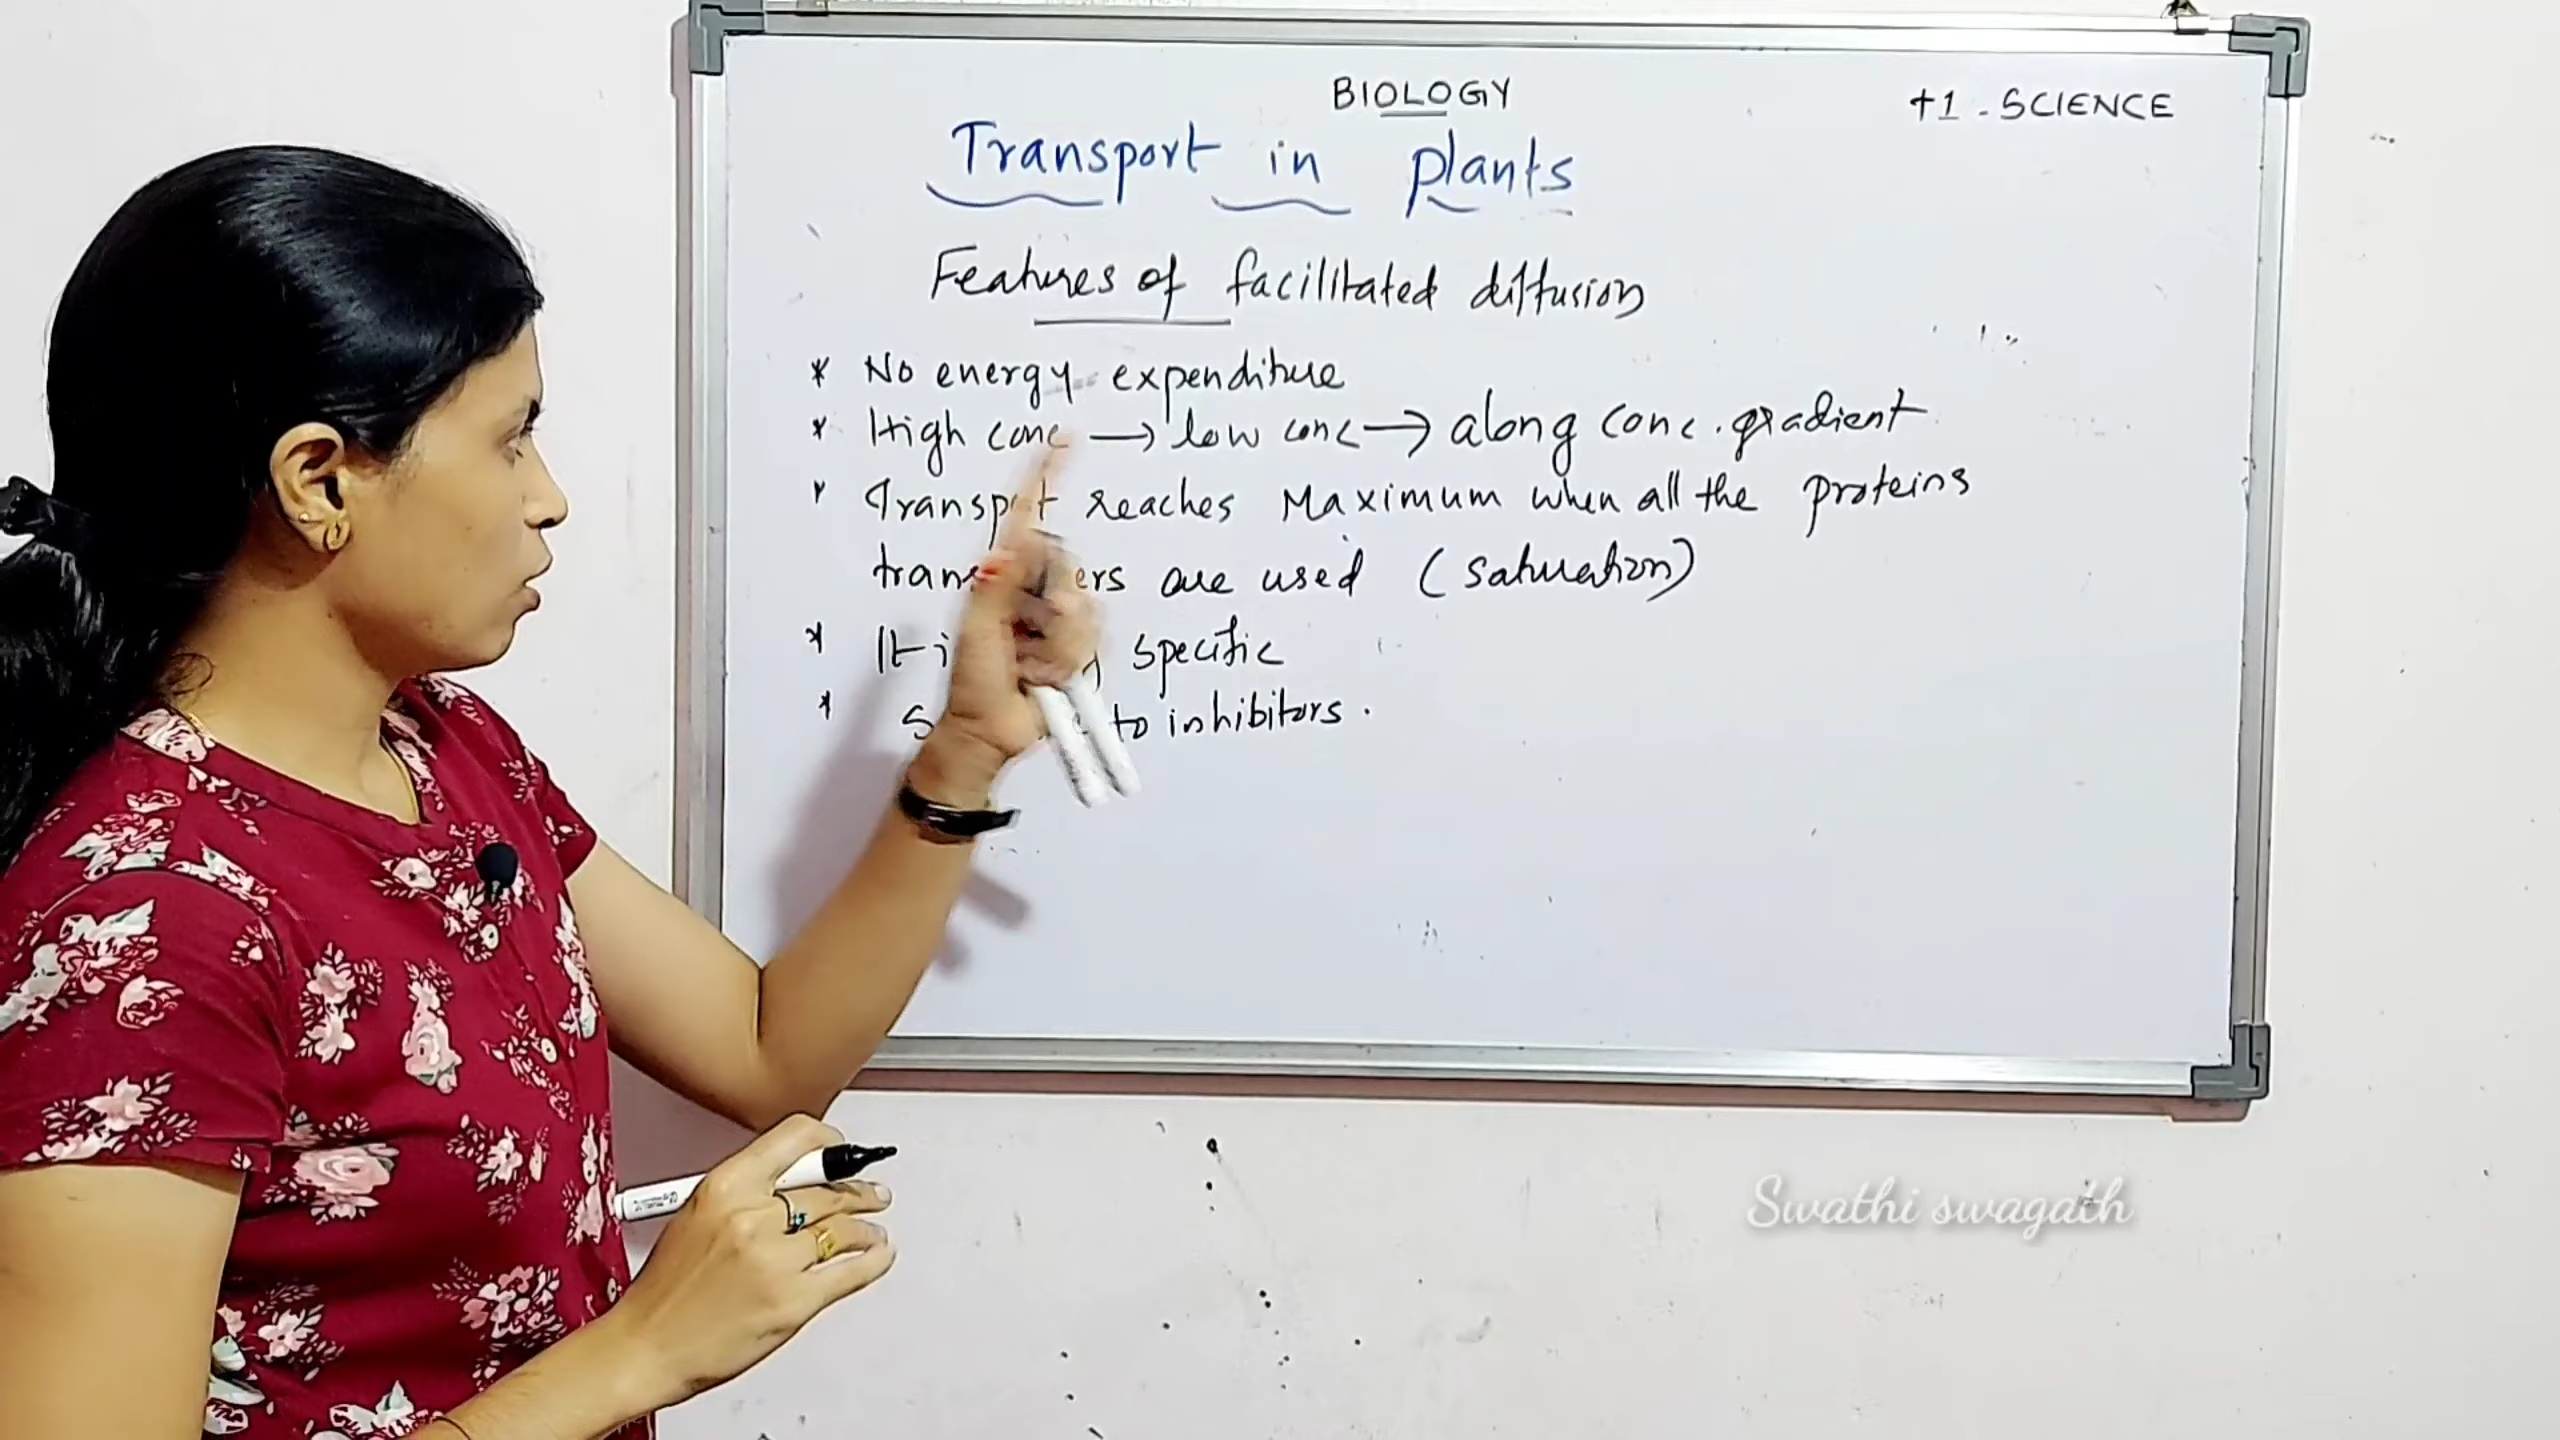 BIOLOGY
+1 - SCIENCE
Transport in plants
Features of facilitated diffusion
* No energy expenditure
* High conc → low conc → along conc. gradient
* Transport reaches Maximum when all the proteins
are used (saturation)
* It specific
* to inhibitors.
Swathi swagath